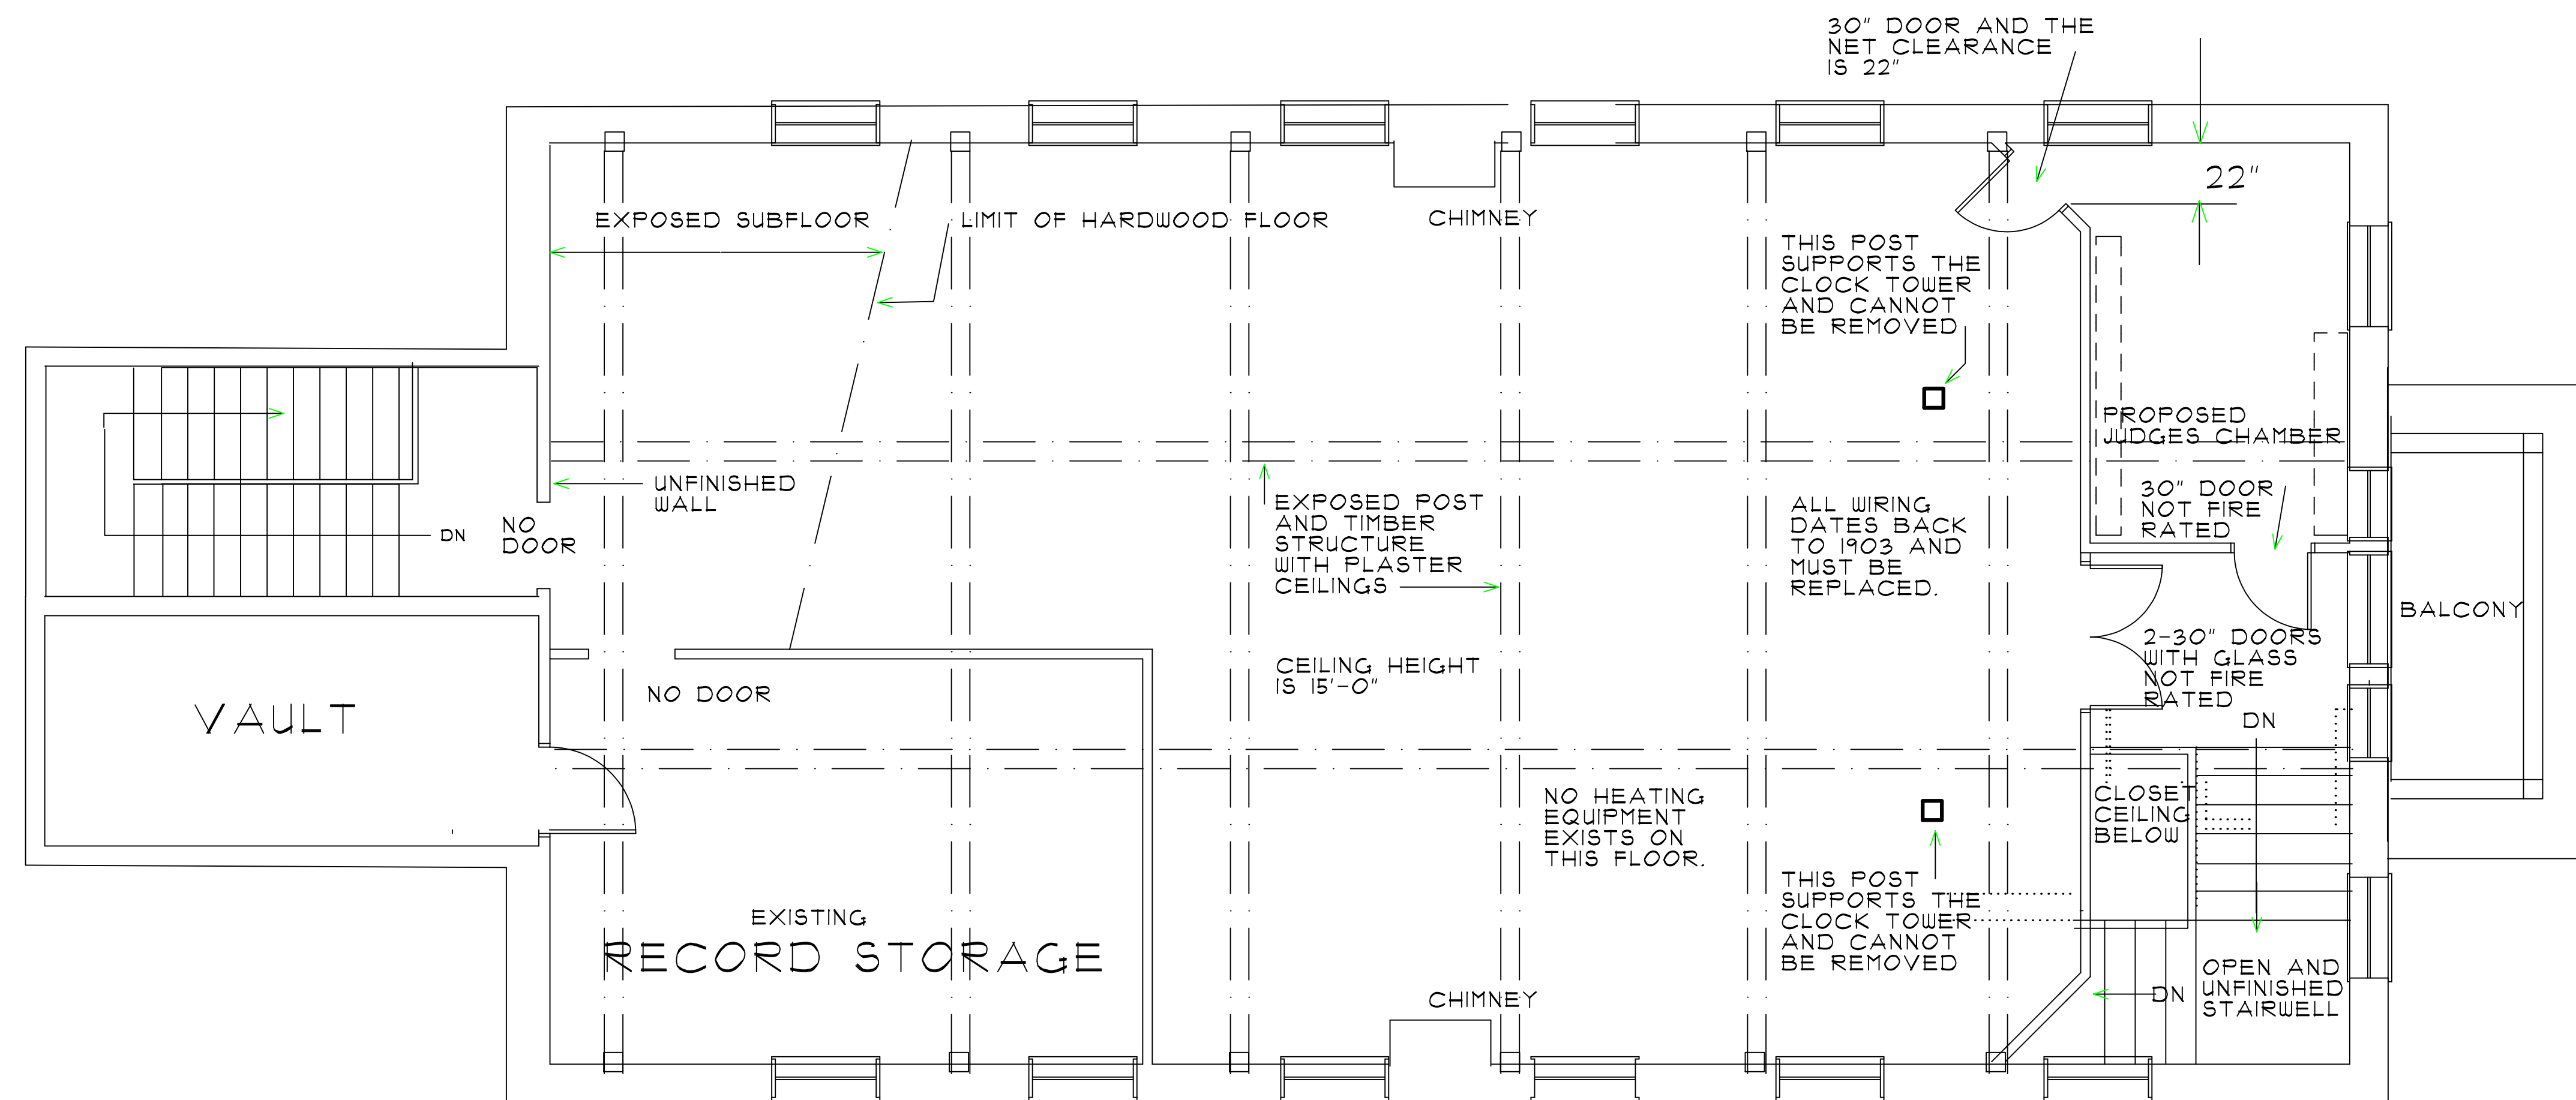 30" DOOR AND THE
NET CLEARANCE
IS 22"
22"
EXPOSED SUBFLOOR
LIMIT OF HARDWOOD FLOOR
CHIMNEY
THIS POST
SUPPORTS THE
CLOCK TOWER
AND CANNOT
BE REMOVED
PROPOSED
JUDGES CHAMBER
UNFINISHED
WALL
DN
NO
DOOR
EXPOSED POST
AND TIMBER
STRUCTURE
WITH PLASTER
CEILINGS
ALL WIRING
DATES BACK
TO 1903 AND
MUST BE
REPLACED.
30" DOOR
NOT FIRE
RATED
BALCONY
2-30" DOORS
WITH GLASS
NOT FIRE
RATED
DN
CEILING HEIGHT
IS 15'-0"
NO DOOR
VAULT
NO HEATING
EQUIPMENT
EXISTS ON
THIS FLOOR.
CLOSET
CEILING
BELOW
THIS POST
SUPPORTS THE
CLOCK TOWER
AND CANNOT
BE REMOVED
EXISTING
RECORD STORAGE
CHIMNEY
DN
OPEN AND
UNFINISHED
STAIRWELL